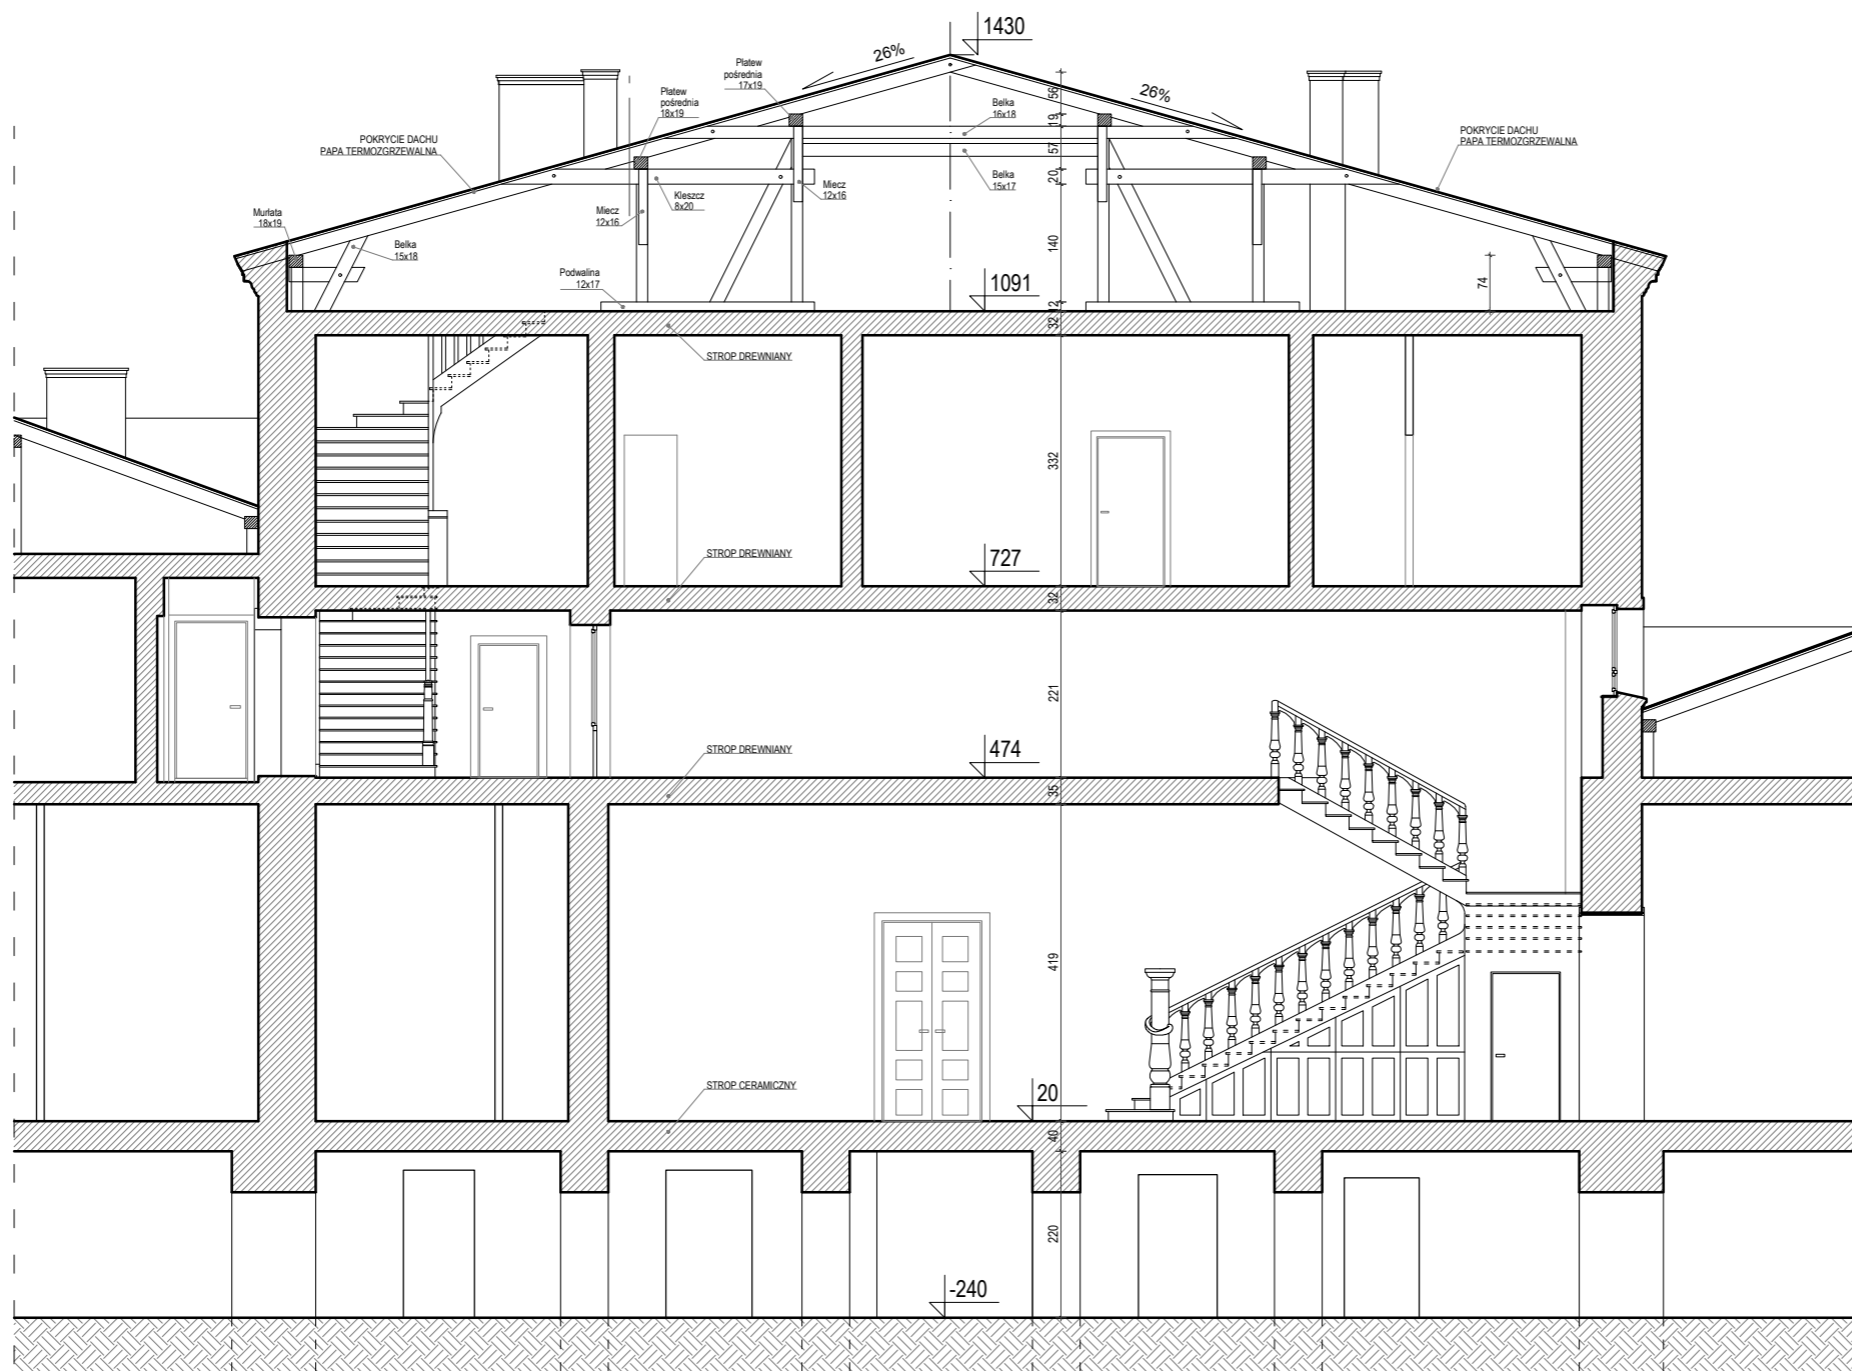 1430
26%
26%
Płatew
pośrednia
17x19
Płatew
pośrednia
18x19
Belka
16x18
POKRYCIE DACHU
PAPA TERMOZGRZEWALNA
POKRYCIE DACHU
PAPA TERMOZGRZEWALNA
56
19
57
20
140
12
32
Belka
15x17
Miecz
12x16
Kleszcz
8x20
Miecz
12x16
Murłata
18x19
Belka
15x18
Podwalina
12x17
1091
74
STROP DREWNIANY
332
STROP DREWNIANY
727
32
221
STROP DREWNIANY
474
35
419
STROP CERAMICZNY
20
40
220
-240